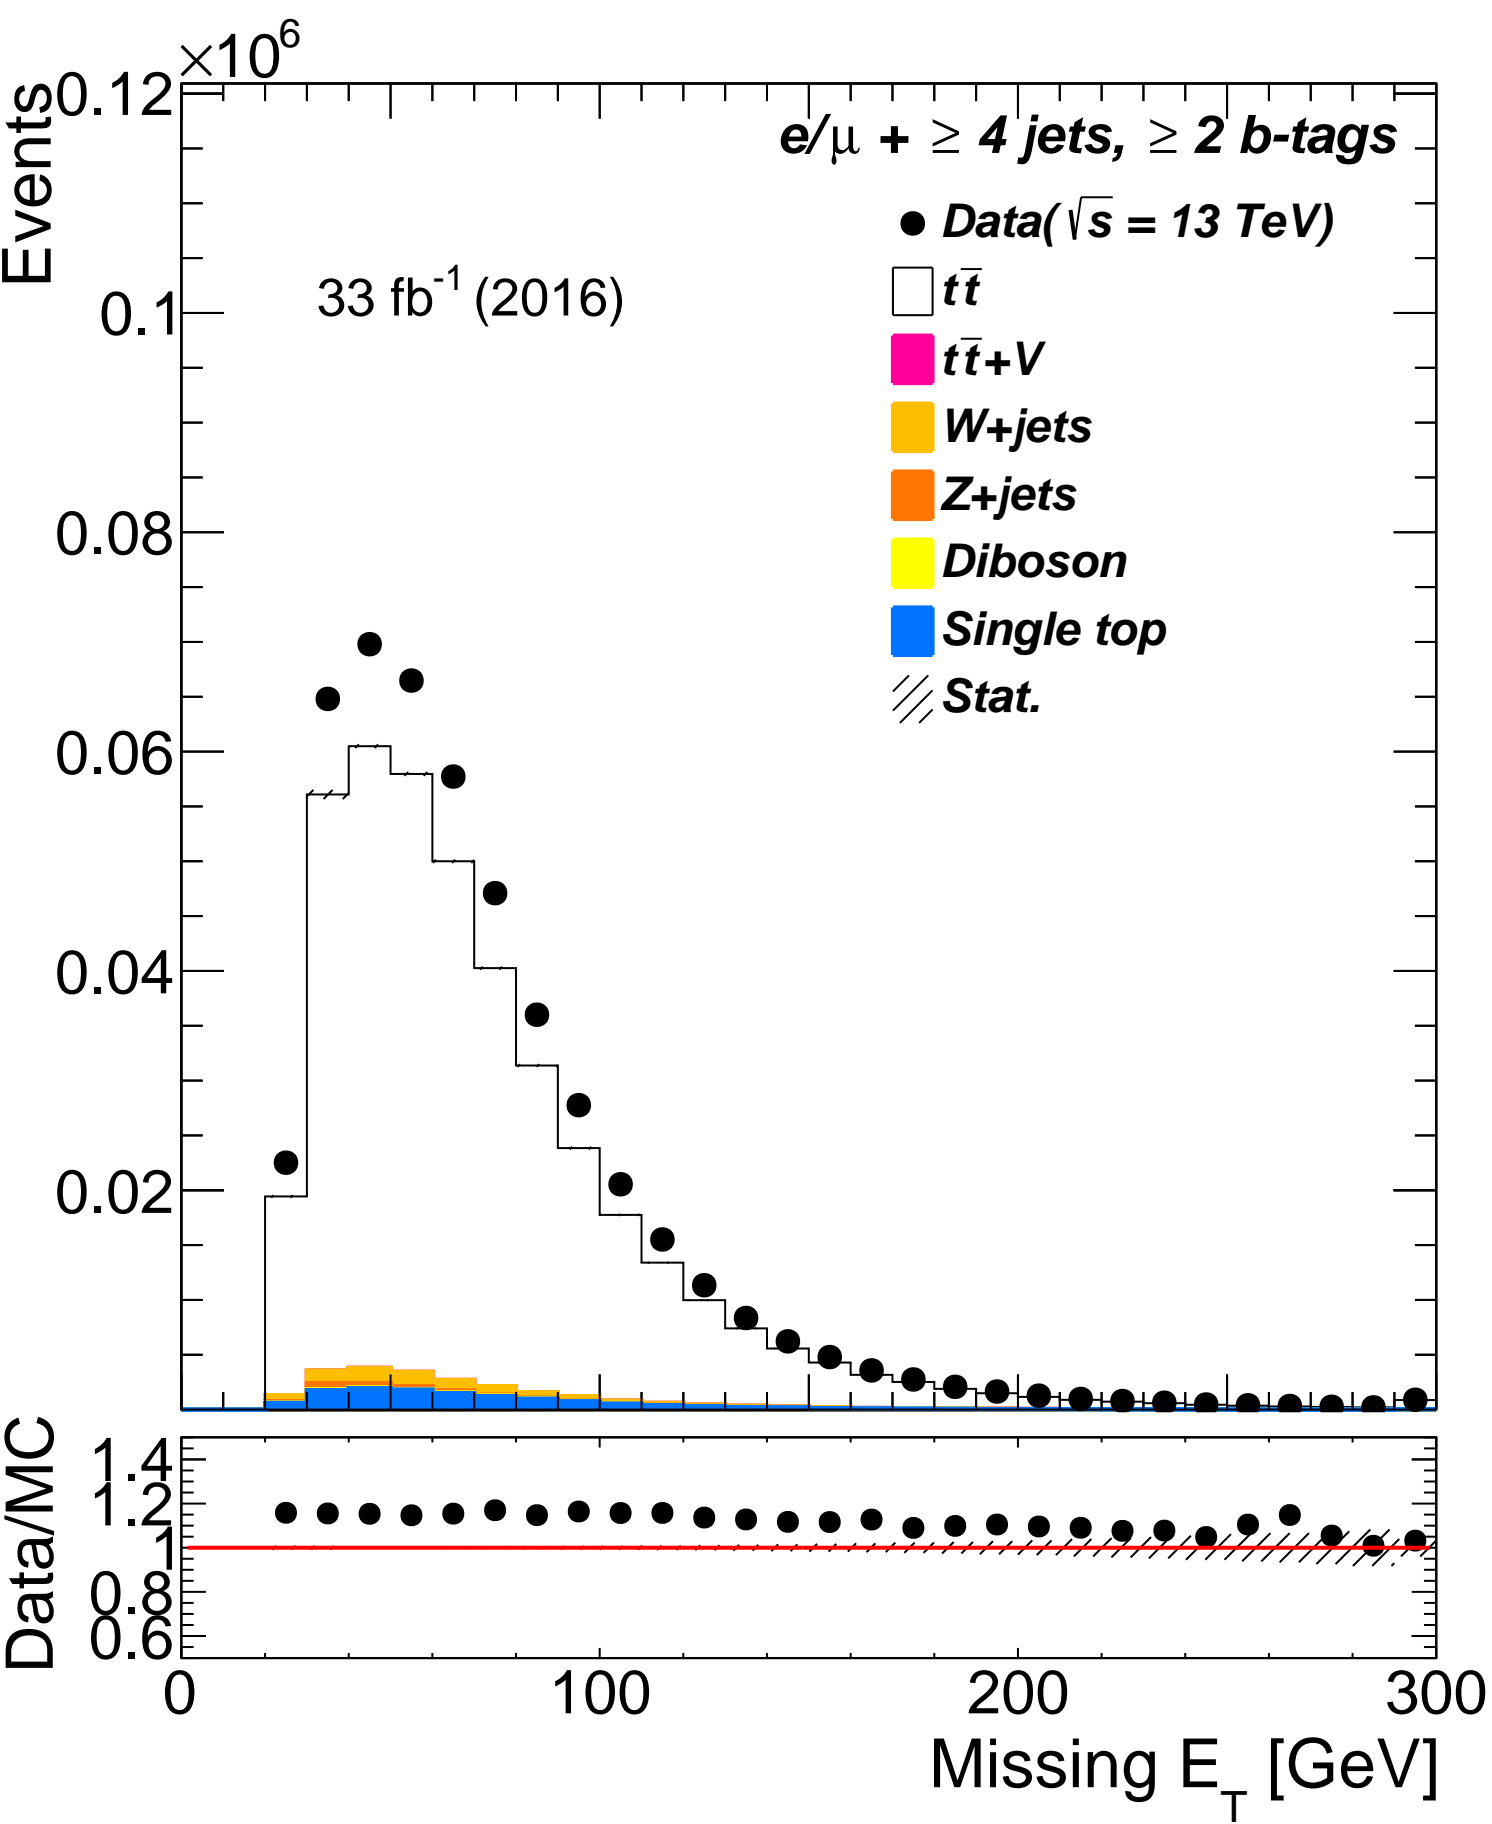 ×10⁶
Events
0.12
0.1
0.08
0.06
0.04
0.02
e/μ + ≥ 4 jets, ≥ 2 b-tags
33 fb⁻¹ (2016)
Data(√s = 13 TeV)
tt̅
tt̅+V
W+jets
Z+jets
Diboson
Single top
Stat.
Data/MC
1.4
1.2
1
0.8
0.6
0 100 200 300
Missing E_T [GeV]